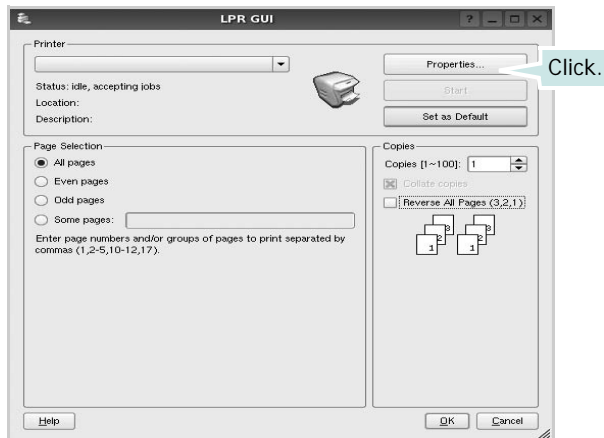 LPR GUI
Printer
Properties...
Click.
Status: idle, accepting jobs
Start
Location:
Description:
Set as Default
Page Selection
Copies
All pages
Copies [1~100]: 1
Even pages
Collate copies
Odd pages
Reverse All Pages (3,2,1)
Some pages:
Enter page numbers and/or groups of pages to print separated by
commas (1,2-5,10-12,17).
3 3
2 2
1 1
Help
OK
Cancel